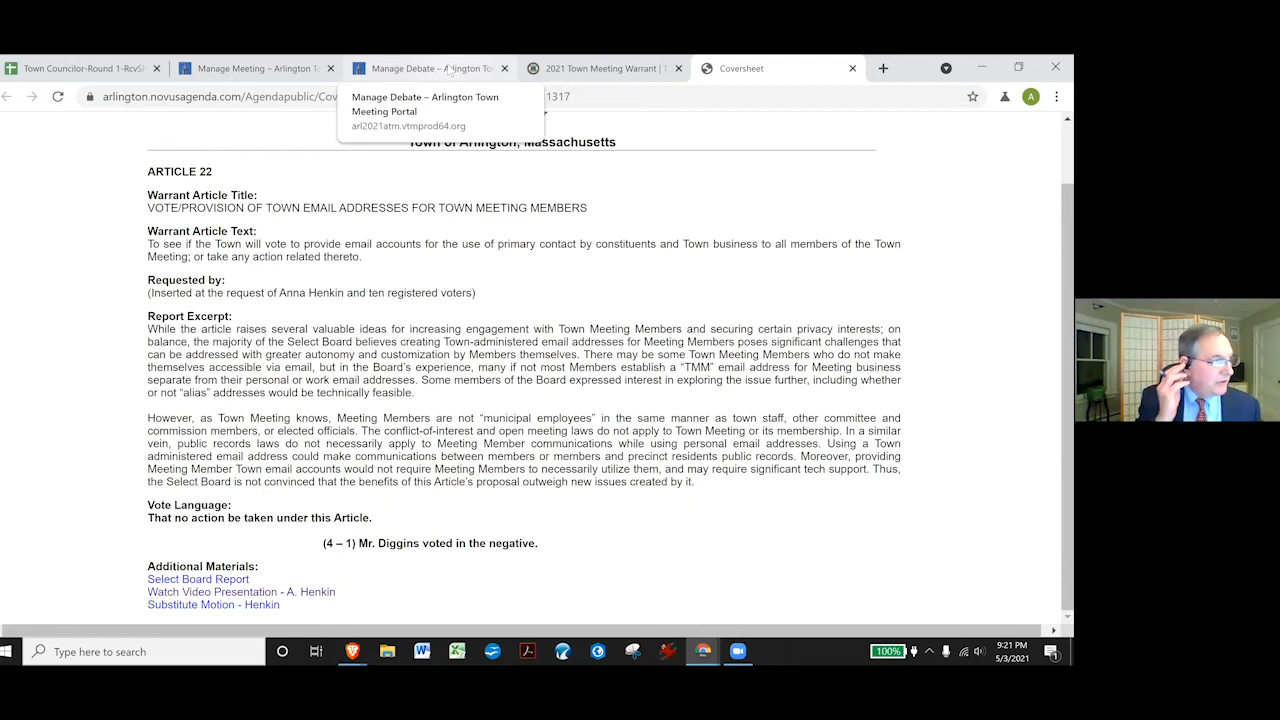 Town Councilor-Round 1-RcvS
Manage Meeting – Arlington T
Manage Debate – Arlington To
2021 Town Meeting Warrant | T
Coversheet
arlington.novusagenda.com/Agendapublic/Cov
1317
A
Manage Debate – Arlington Town
Meeting Portal
arl2021atm.vtmprod64.org
Town of Arlington, Massachusetts
ARTICLE 22
Warrant Article Title:
VOTE/PROVISION OF TOWN EMAIL ADDRESSES FOR TOWN MEETING MEMBERS
Warrant Article Text:
To see if the Town will vote to provide email accounts for the use of primary contact by constituents and Town business to all members of the Town
Meeting; or take any action related thereto.
Requested by:
(Inserted at the request of Anna Henkin and ten registered voters)
Report Excerpt:
While the article raises several valuable ideas for increasing engagement with Town Meeting Members and securing certain privacy interests; on
balance, the majority of the Select Board believes creating Town-administered email addresses for Meeting Members poses significant challenges that
can be addressed with greater autonomy and customization by Members themselves. There may be some Town Meeting Members who do not make
themselves accessible via email, but in the Board’s experience, many if not most Members establish a “TMM” email address for Meeting business
separate from their personal or work email addresses. Some members of the Board expressed interest in exploring the issue further, including whether
or not “alias” addresses would be technically feasible.
However, as Town Meeting knows, Meeting Members are not “municipal employees” in the same manner as town staff, other committee and
commission members, or elected officials. The conflict-of-interest and open meeting laws do not apply to Town Meeting or its membership. In a similar
vein, public records laws do not necessarily apply to Meeting Member communications while using personal email addresses. Using a Town
administered email address could make communications between members or members and precinct residents public records. Moreover, providing
Meeting Member Town email accounts would not require Meeting Members to necessarily utilize them, and may require significant tech support. Thus,
the Select Board is not convinced that the benefits of this Article’s proposal outweigh new issues created by it.
Vote Language:
That no action be taken under this Article.
(4 – 1) Mr. Diggins voted in the negative.
Additional Materials:
Select Board Report
Watch Video Presentation - A. Henkin
Substitute Motion - Henkin
Type here to search
100%
9:21 PM
5/3/2021
1